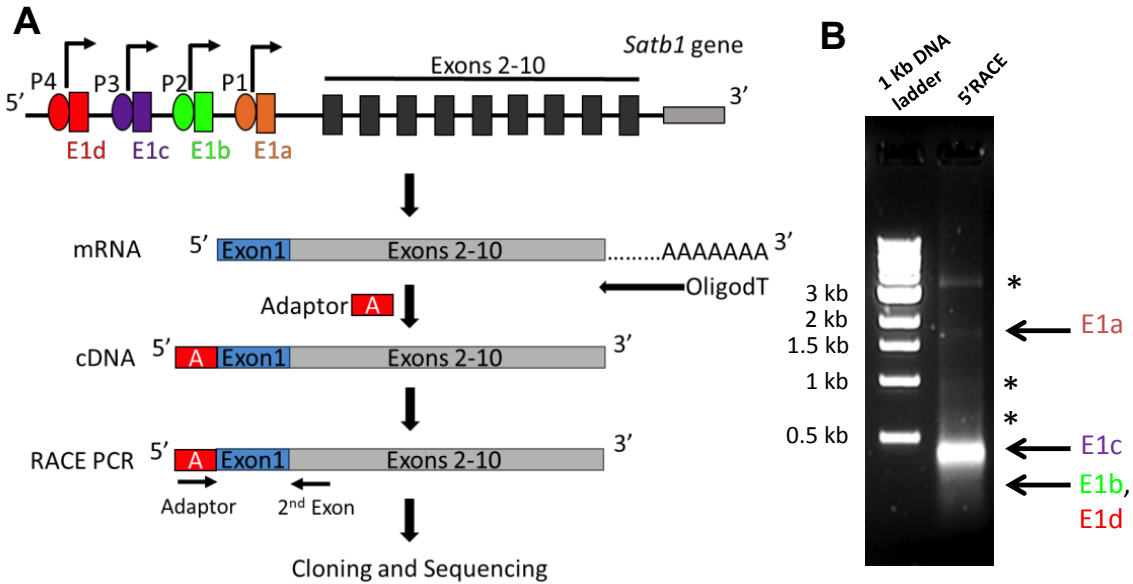 A
Satb1 gene
P4 P3 P2 P1
Exons 2-10
5’ 3’
E1d E1c E1b E1a
mRNA 5’ Exon1 Exons 2-10 ………AAAAAAA 3’
OligodT
Adaptor A
cDNA 5’ A Exon1 Exons 2-10 3’
RACE PCR 5’ A Exon1 Exons 2-10 3’
Adaptor 2nd Exon
Cloning and Sequencing
B
1 Kb DNA
ladder
5’RACE
3 kb *
2 kb E1a
1.5 kb
1 kb *
*
0.5 kb
E1c
E1b,
E1d